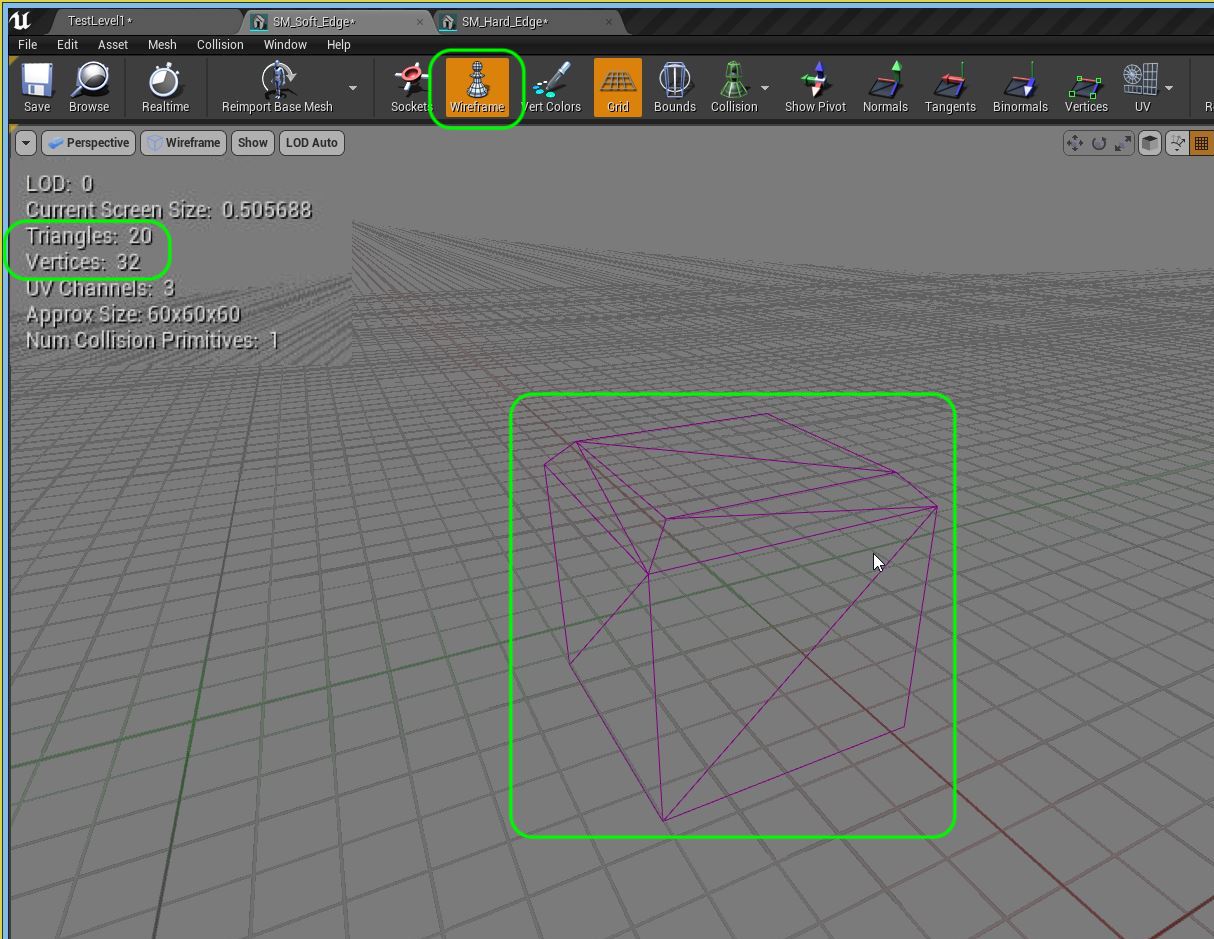 TestLevel1* SM_Soft_Edge* SM_Hard_Edge*
File Edit Asset Mesh Collision Window Help
Save Browse Realtime Reimport Base Mesh Sockets Wireframe Vert Colors Grid Bounds Collision Show Pivot Normals Tangents Binormals Vertices UV R
Perspective Wireframe Show LOD Auto
LOD: 0
Current Screen Size: 0.505688
Triangles: 20
Vertices: 32
UV Channels: 3
Approx Size: 60x60x60
Num Collision Primitives: 1